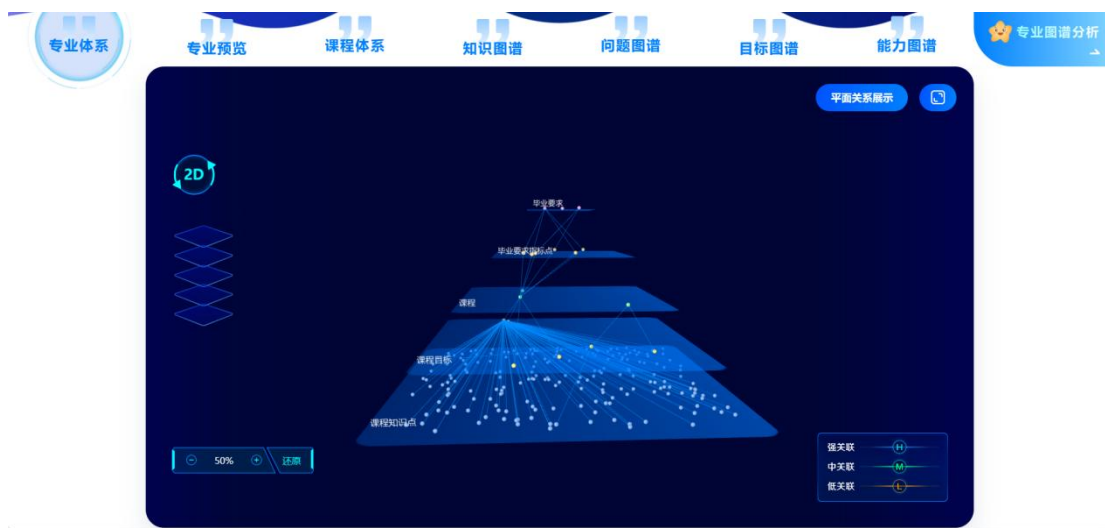 专业体系
专业预览
课程体系
知识图谱
问题图谱
目标图谱
能力图谱
专业图谱分析
平面关系展示
2D
毕业要求
毕业要求指标点
课程
课程目标
课程知识点
50%
还原
强关联 H
中关联 M
低关联 L